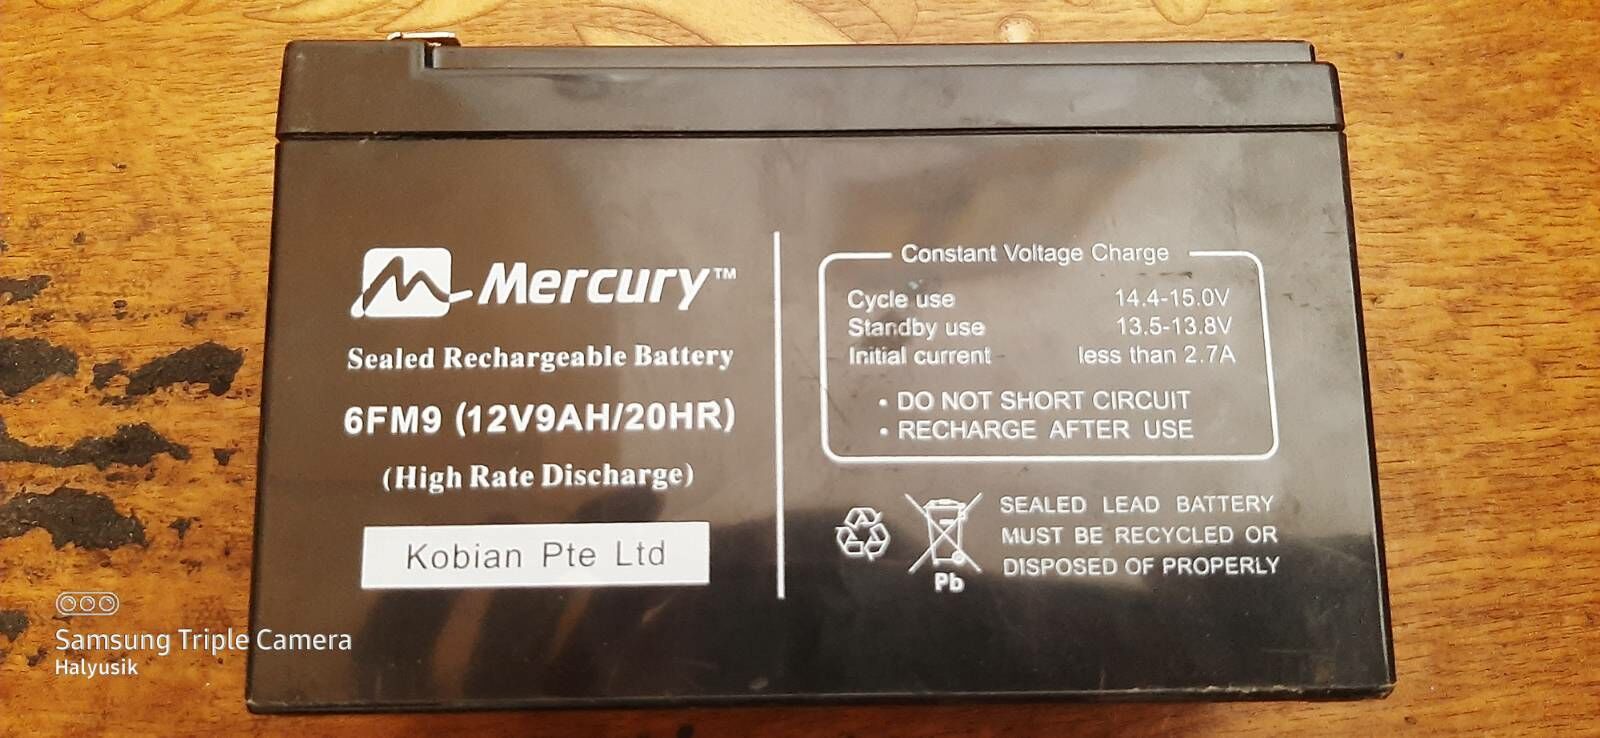 Mercury™
Sealed Rechargeable Battery
6FM9 (12V9AH/20HR)
(High Rate Discharge)
Kobian Pte Ltd
Constant Voltage Charge
Cycle use 14.4-15.0V
Standby use 13.5-13.8V
Initial current less than 2.7A
• DO NOT SHORT CIRCUIT
• RECHARGE AFTER USE
Pb
SEALED LEAD BATTERY
MUST BE RECYCLED OR
DISPOSED OF PROPERLY
Samsung Triple Camera
Halyusik